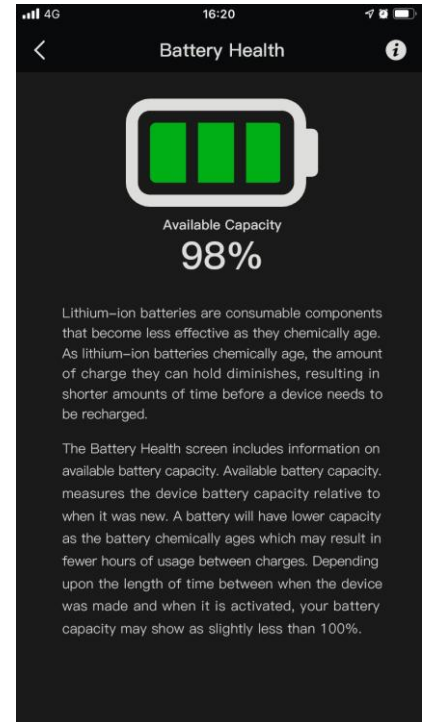 4G 16:20
Battery Health
Available Capacity
98%
Lithium-ion batteries are consumable components
that become less effective as they chemically age.
As lithium-ion batteries chemically age, the amount
of charge they can hold diminishes, resulting in
shorter amounts of time before a device needs to
be recharged.
The Battery Health screen includes information on
available battery capacity. Available battery capacity.
measures the device battery capacity relative to
when it was new. A battery will have lower capacity
as the battery chemically ages which may result in
fewer hours of usage between charges. Depending
upon the length of time between when the device
was made and when it is activated, your battery
capacity may show as slightly less than 100%.